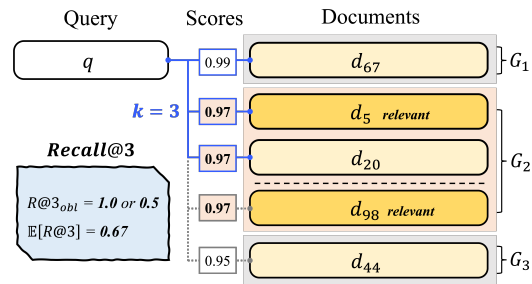 Query Scores Documents
q 0.99 d₆₇ G₁
k = 3 0.97 d₅ relevant
0.97 d₂₀ G₂
0.97 d₉₈ relevant
0.95 d₄₄ G₃
Recall@3
R@3ₒbₗ = 1.0 or 0.5
𝔼[R@3] = 0.67